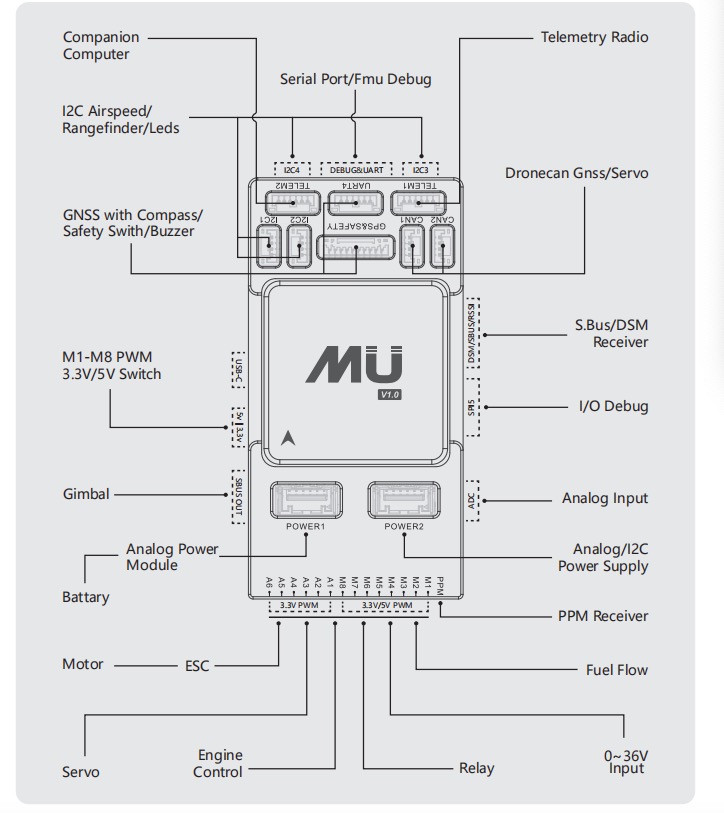 Companion
Computer
Telemetry Radio
Serial Port/Fmu Debug
I2C Airspeed/
Rangefinder/Leds
I2C4
DEBUG&UART
I2C3
TELEM2
UART4
TELEM1
Dronecan Gnss/Servo
GNSS with Compass/
Safety Swith/Buzzer
I2C1
I2C2
GPS&SAFETY
CAN1
CAN2
DSM/SBUS/RSSI
S.Bus/DSM
Receiver
M1-M8 PWM
3.3V/5V Switch
USB-C
MÜ
V1.0
5v 3.3v
SPI5
I/O Debug
Gimbal
SBUS OUT
ADC
Analog Input
POWER1
POWER2
Analog Power
Module
Analog/I2C
Power Supply
Battary
A6 A5 A4 A3 A2 A1 M8 M7 M6 M5 M4 M3 M2 M1 PPM
3.3V PWM
3.3V/5V PWM
PPM Receiver
Motor
ESC
Fuel Flow
Servo
Engine
Control
Relay
0~36V
Input